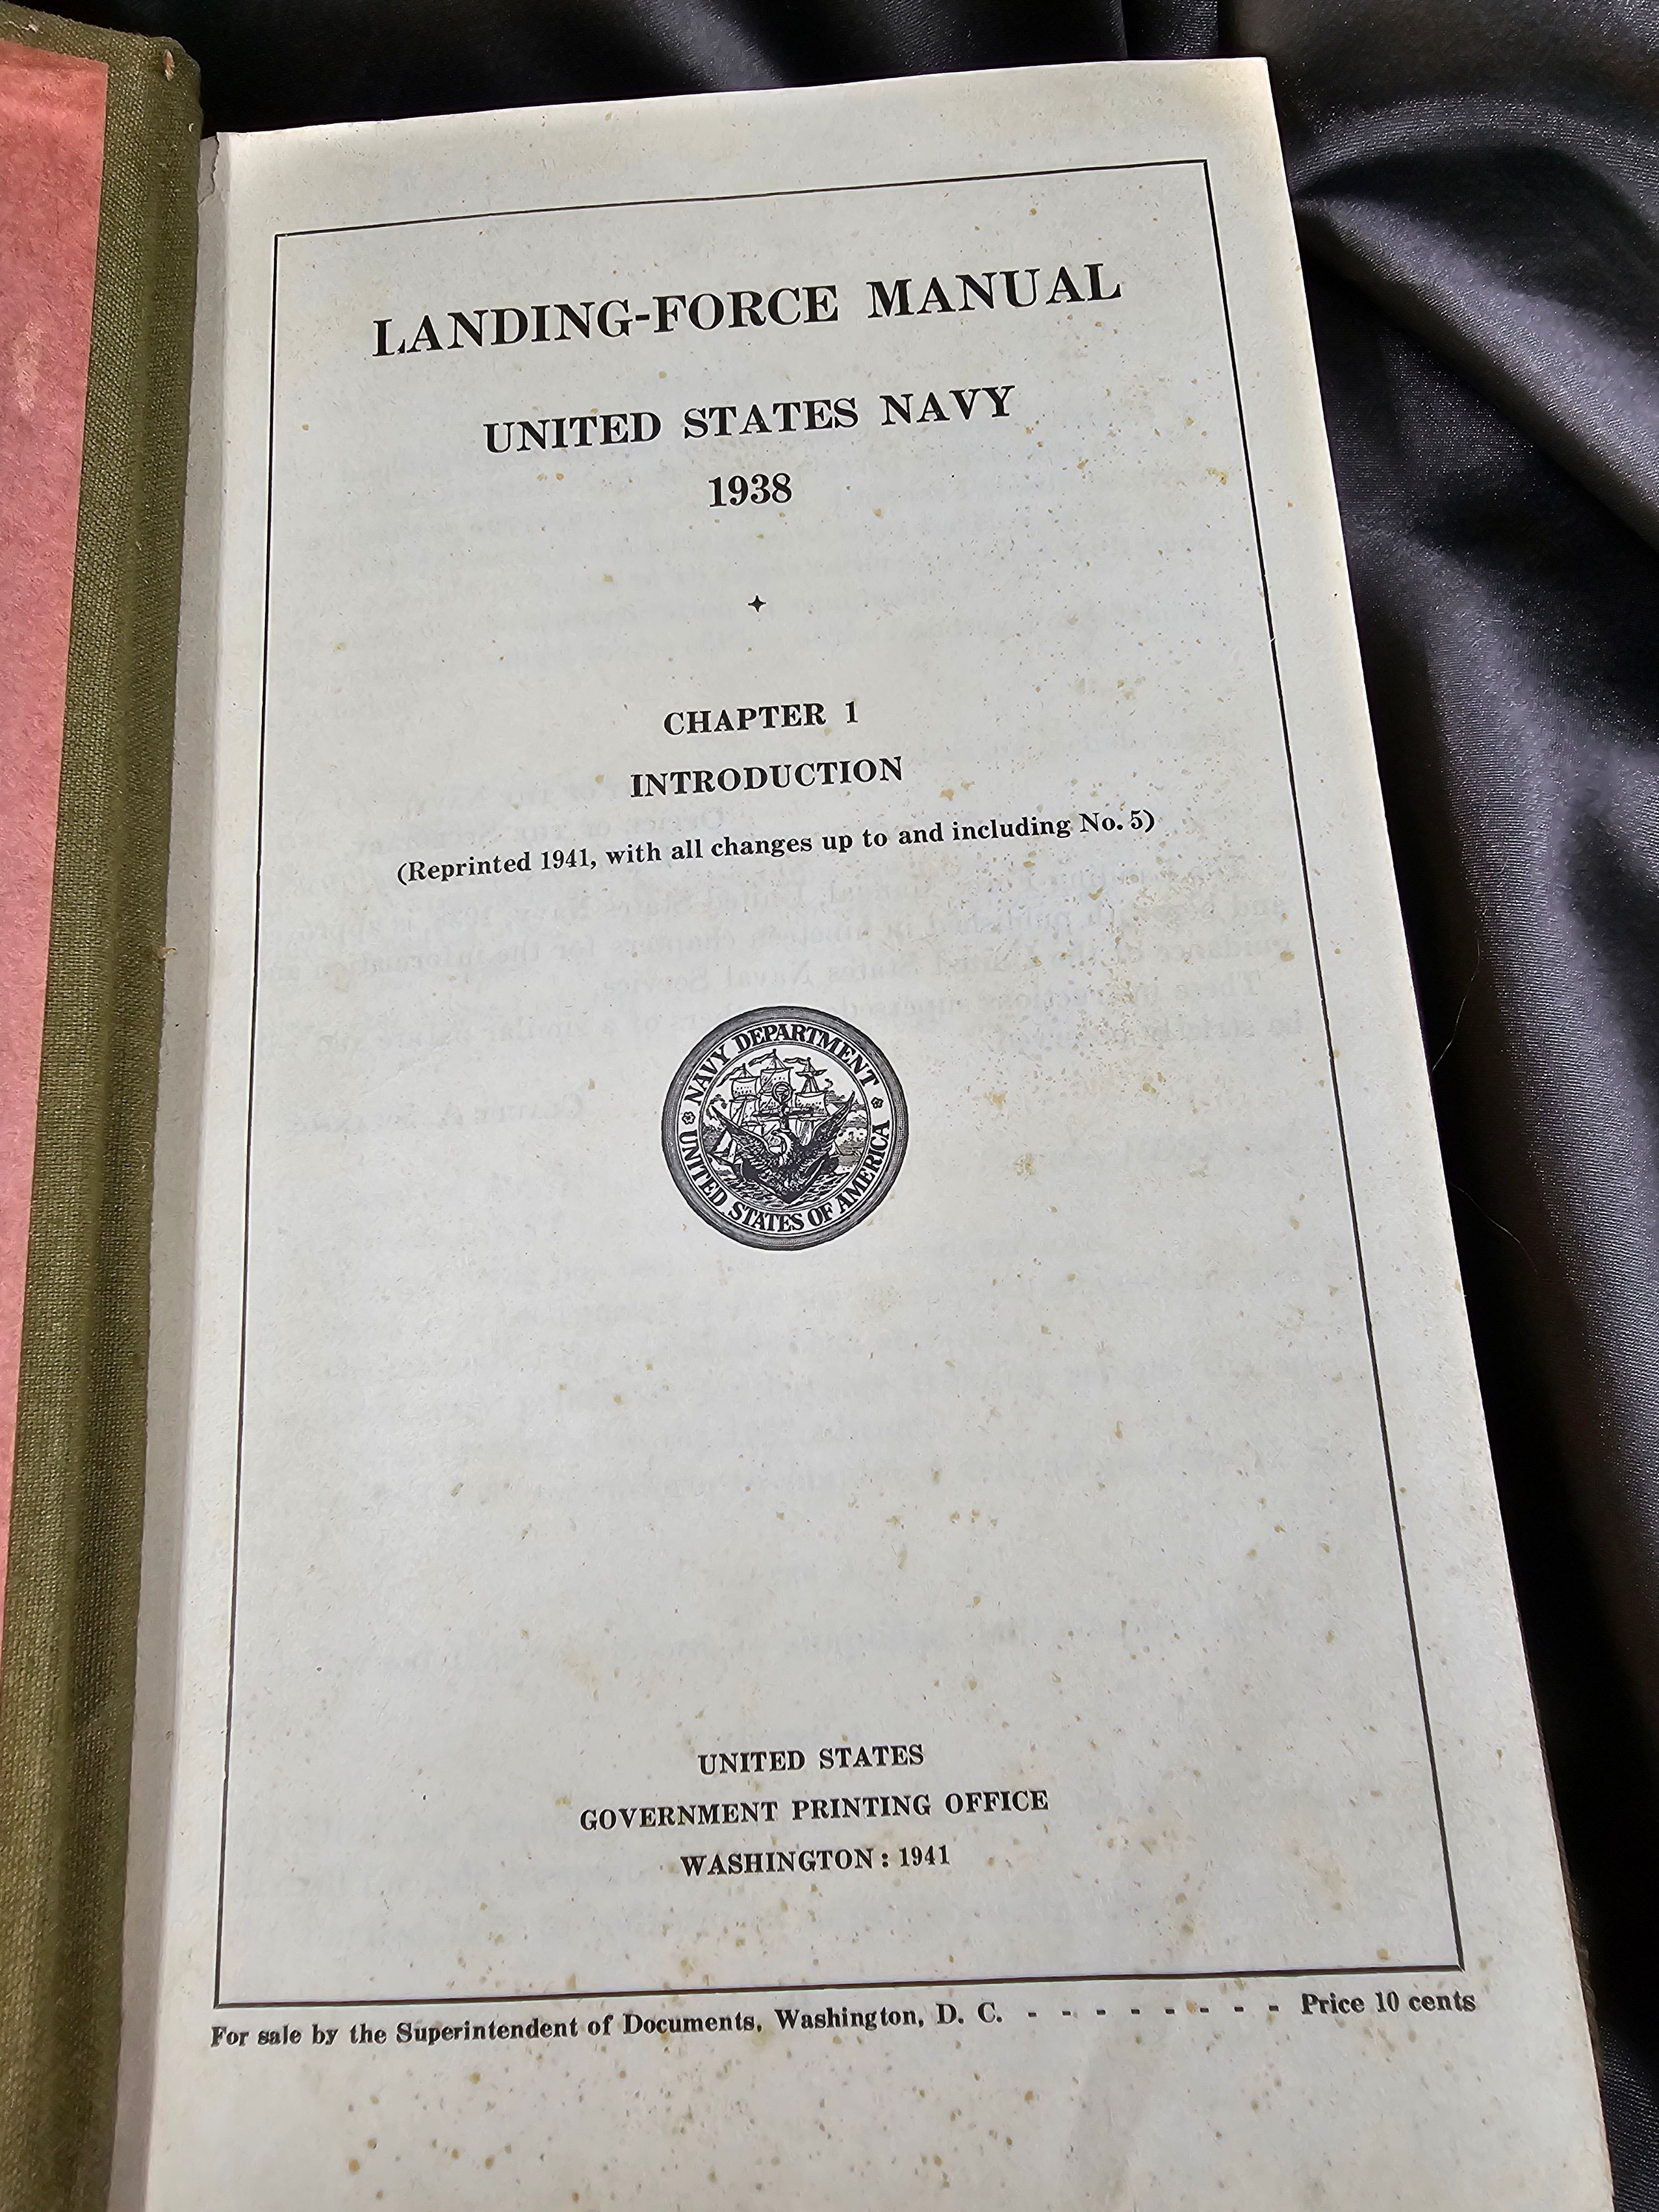 LANDING-FORCE MANUAL
UNITED STATES NAVY
1938
CHAPTER 1
INTRODUCTION
(Reprinted 1941, with all changes up to and including No. 5)
NAVY DEPARTMENT
UNITED STATES OF AMERICA
UNITED STATES
GOVERNMENT PRINTING OFFICE
WASHINGTON : 1941
For sale by the Superintendent of Documents, Washington, D. C. - - - - - - - - Price 10 cents